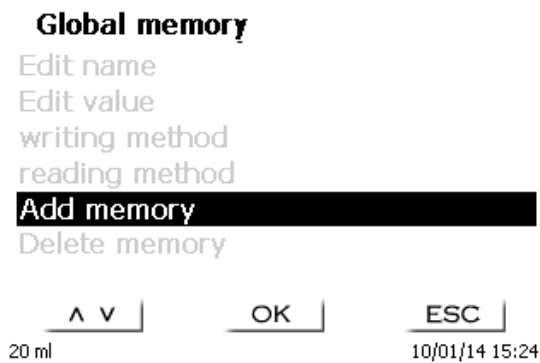 Global memory
Edit name
Edit value
writing method
reading method
Add memory
Delete memory
∧ ∨ OK ESC
20 ml 10/01/14 15:24